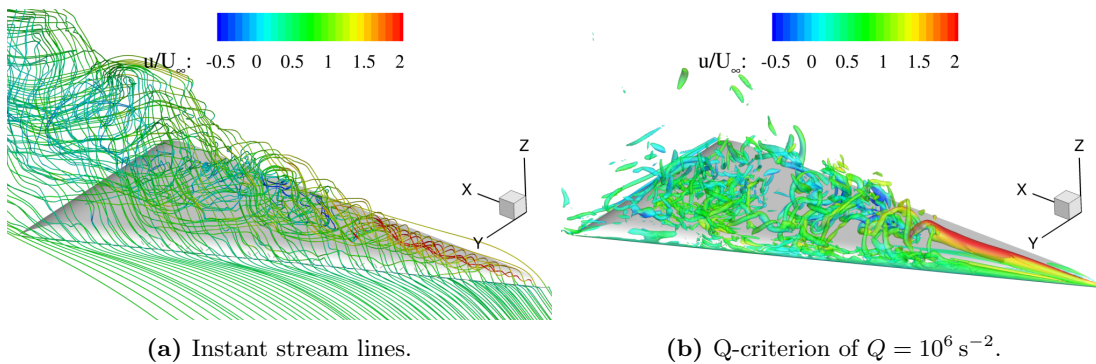 u/U∞: -0.5 0 0.5 1 1.5 2
Z
X
Y
(a) Instant stream lines.
u/U∞: -0.5 0 0.5 1 1.5 2
Z
X
Y
(b) Q-criterion of Q = 10⁶ s⁻².